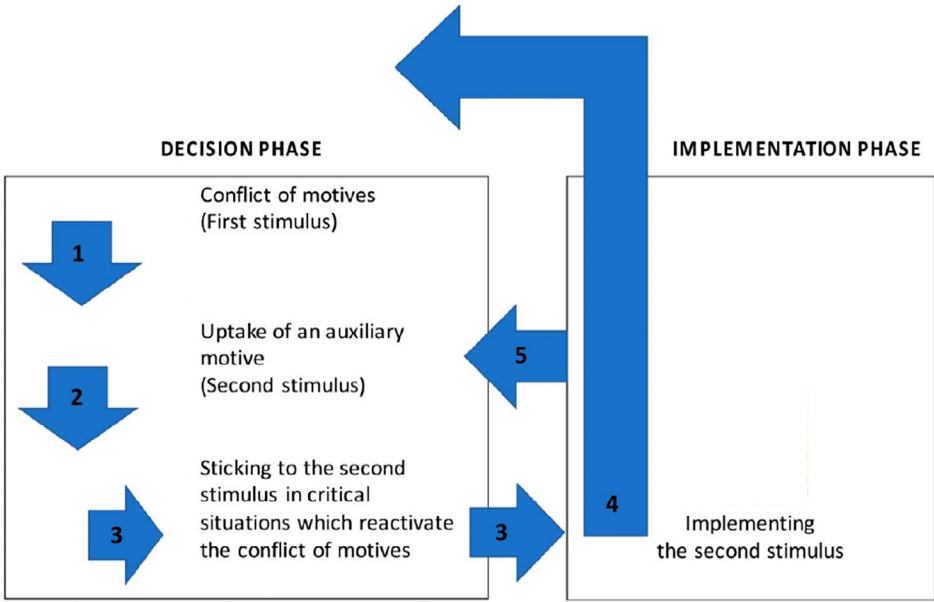 DECISION PHASE
IMPLEMENTATION PHASE
Conflict of motives
(First stimulus)
1
Uptake of an auxiliary
motive
(Second stimulus)
5
2
Sticking to the second
stimulus in critical
situations which reactivate
the conflict of motives
3
3
4
Implementing
the second stimulus